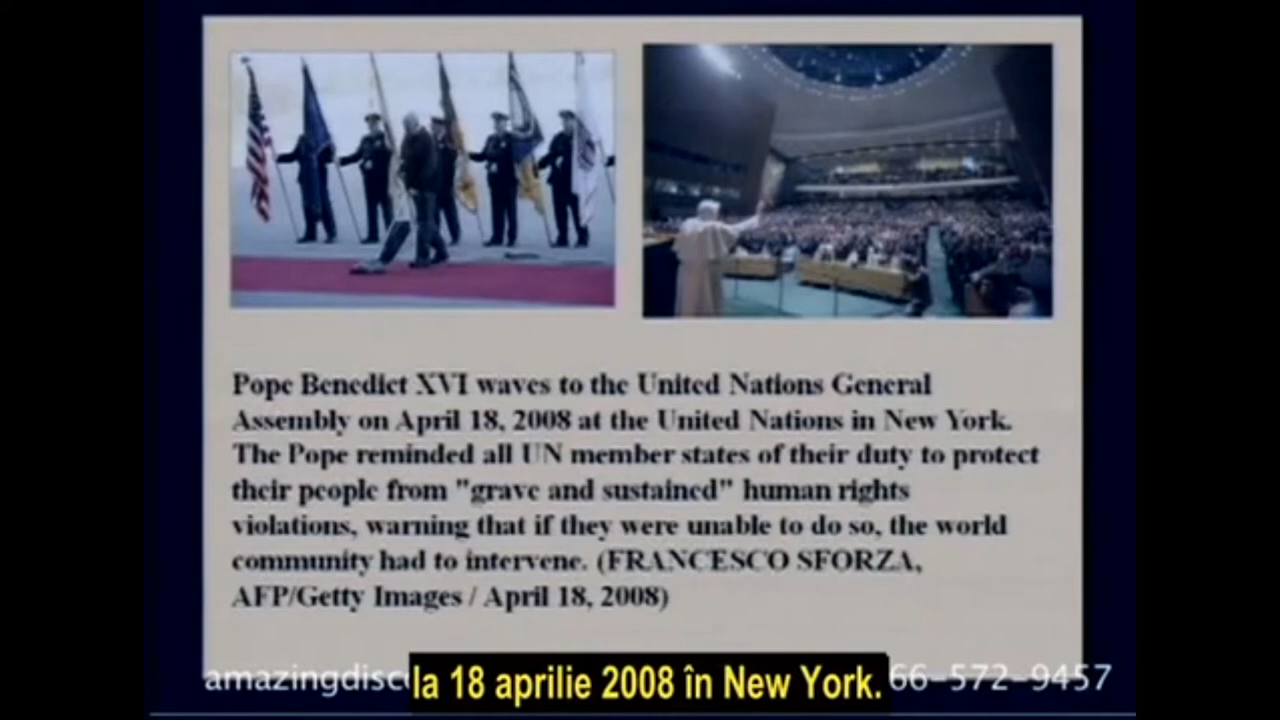 Pope Benedict XVI waves to the United Nations General
Assembly on April 18, 2008 at the United Nations in New York.
The Pope reminded all UN member states of their duty to protect
their people from "grave and sustained" human rights
violations, warning that if they were unable to do so, the world
community had to intervene. (FRANCESCO SFORZA,
AFP/Getty Images / April 18, 2008)
amazingdisc la 18 aprilie 2008 în New York. 66-572-9457